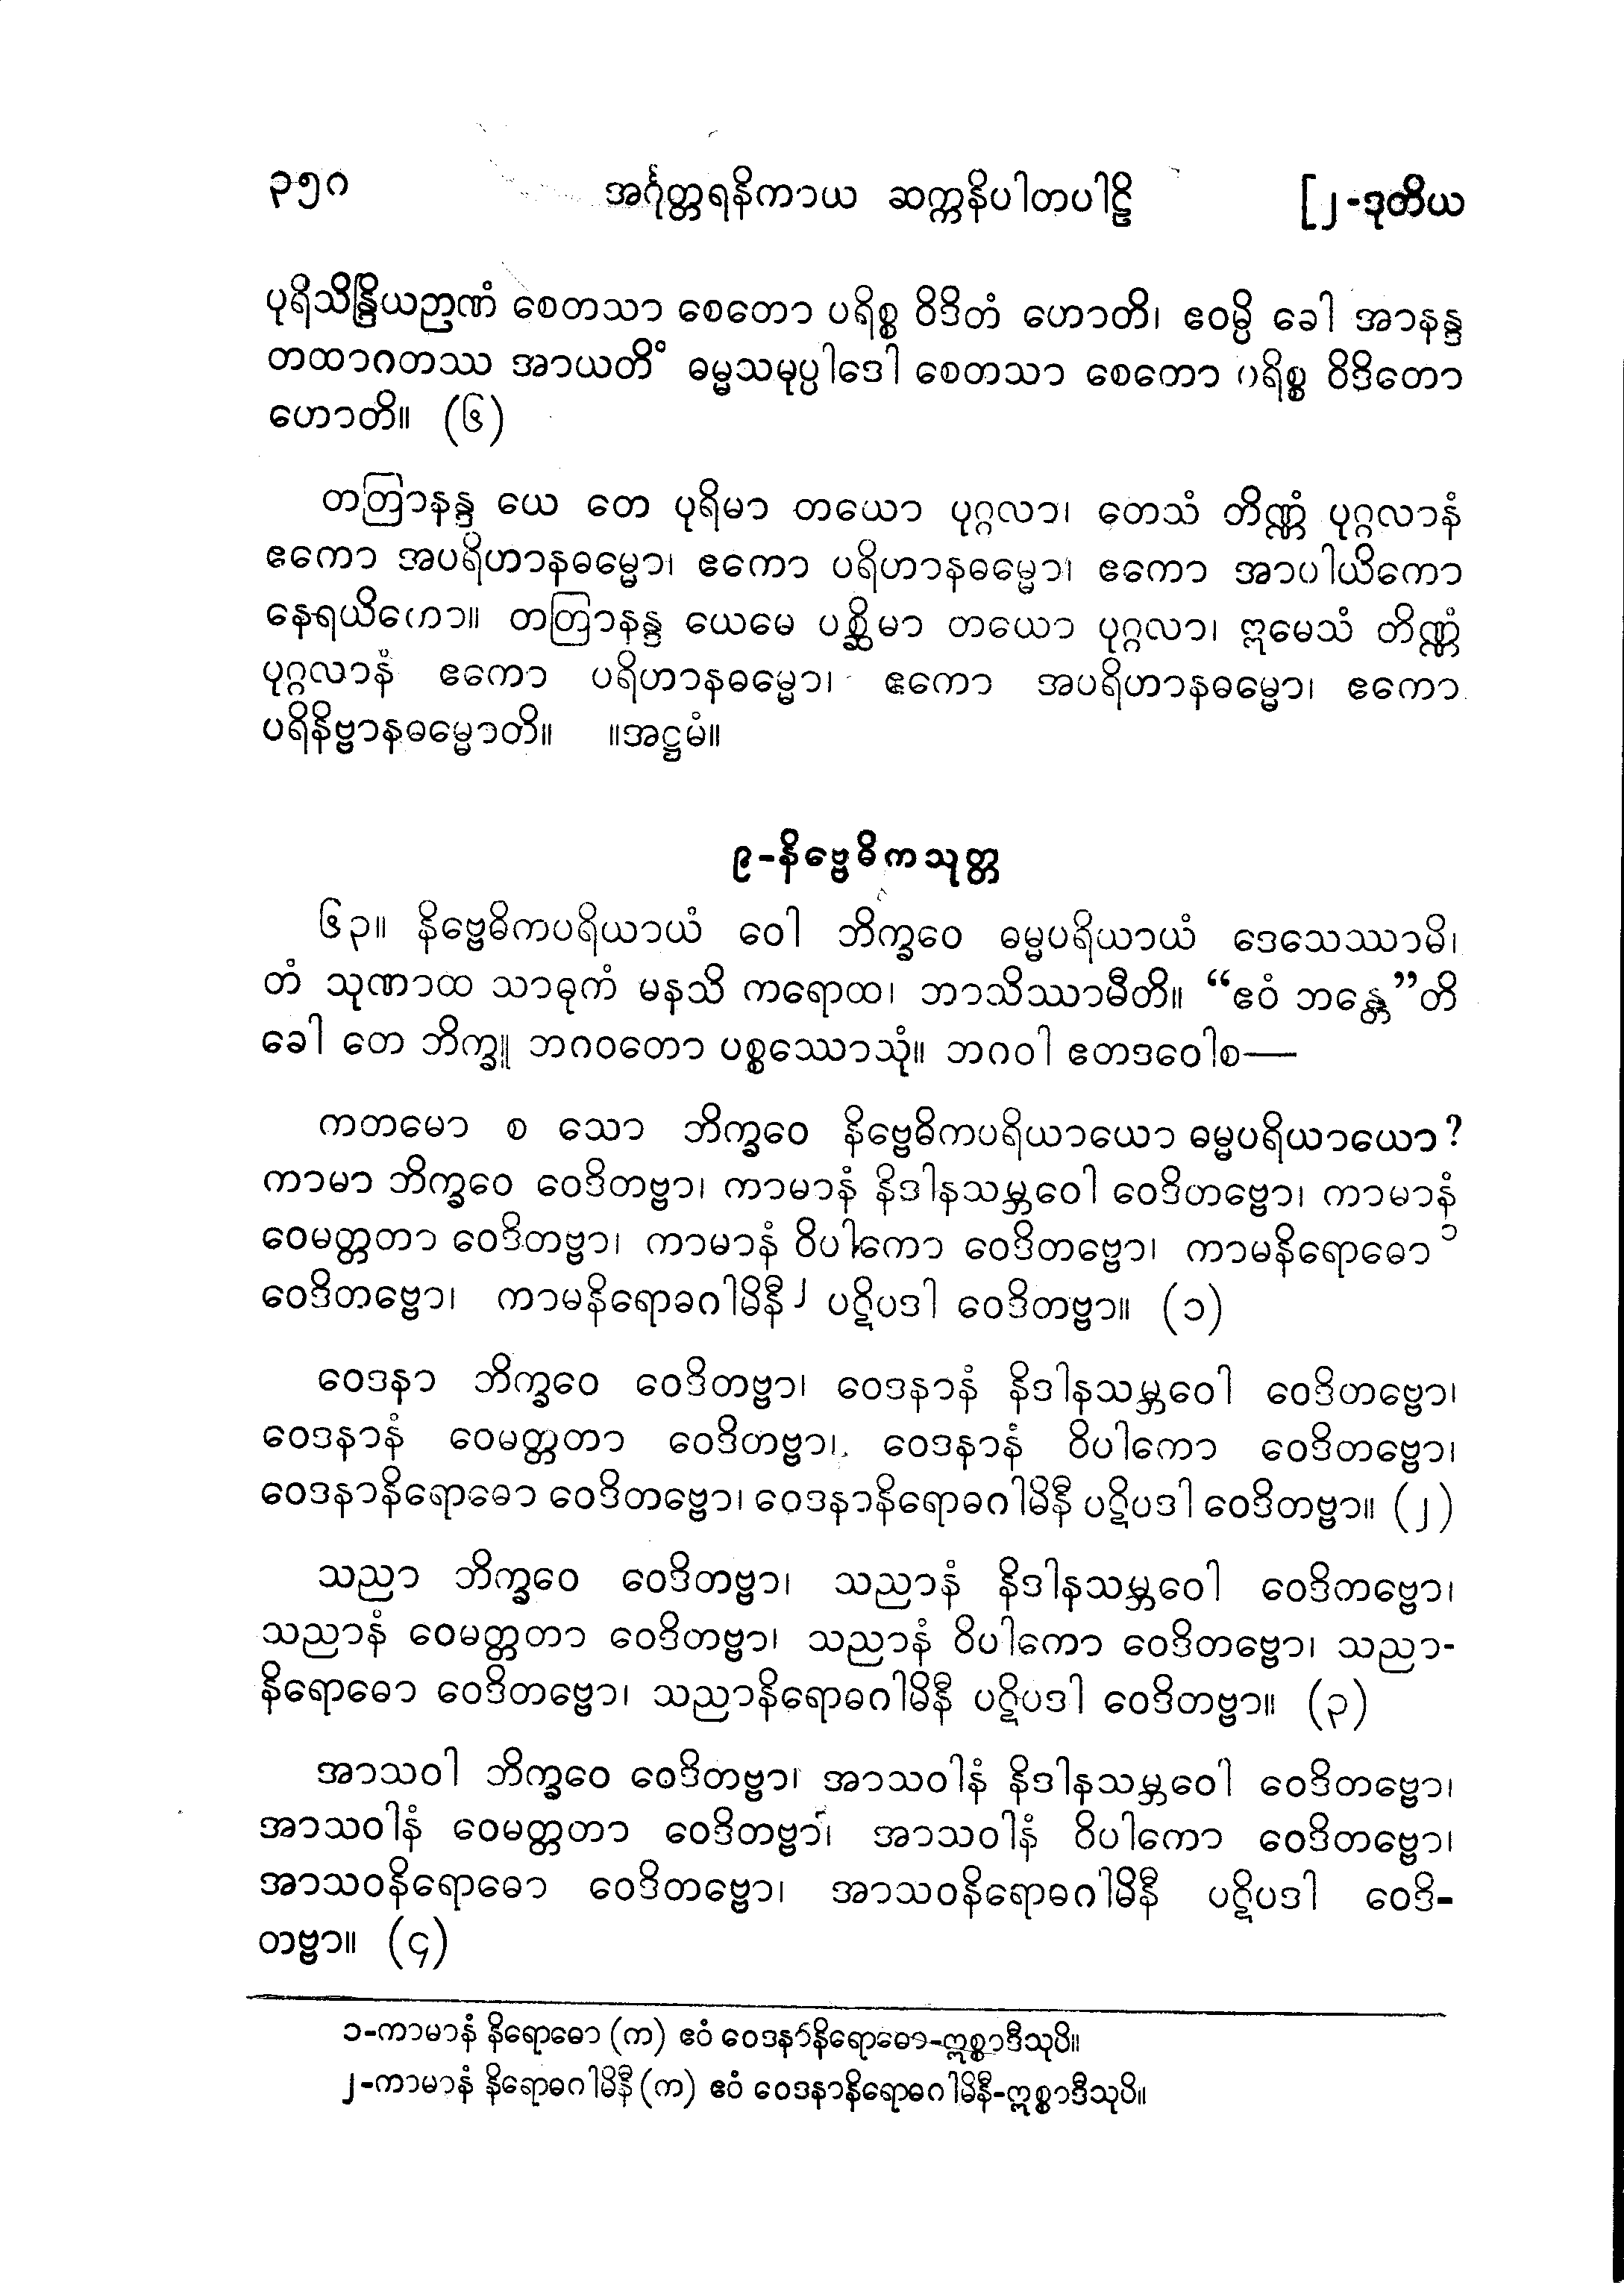 ၃၅၀ အင်္ဂုတ္တရနိကာယ ဆက္ကနိပါတပါဠိ [၂-ဒုတိယ
ပုရိသိန္ဒြိယဉာဏံ စေတသာ စေတော ပရိစ္စ ဝိဒိတံ ဟောတိ၊ ဧဝမ္ပိ ခေါ အာနန္ဒ
တထာဂတဿ အာယတိံ ဓမ္မသမုပ္ပါဒေါ စေတသာ စေတော ပရိစ္စ ဝိဒိတော
ဟောတိ။ (၆)
တတြာနန္ဒ ယေ တေ ပုရိမာ တယော ပုဂ္ဂလာ၊ တေသံ တိဏ္ဏံ ပုဂ္ဂလာနံ
ဧကော အပရိဟာနဓမ္မော၊ ဧကော ပရိဟာနဓမ္မော၊ ဧကော အာပါယိကော
နေရယိကော။ တတြာနန္ဒ ယေမေ ပစ္ဆိမာ တယော ပုဂ္ဂလာ၊ ဣမေသံ တိဏ္ဏံ
ပုဂ္ဂလာနံ ဧကော ပရိဟာနဓမ္မော၊ ဧကော အပရိဟာနဓမ္မော၊ ဧကော
ပရိနိဗ္ဗာနဓမ္မောတိ။ ။အဋ္ဌမံ။
၉-နိဗ္ဗေဓိကသုတ္တ
၆၃။ နိဗ္ဗေဓိကပရိယာယံ ဝေါ ဘိက္ခဝေ ဓမ္မပရိယာယံ ဒေသေဿာမိ၊
တံ သုဏာထ သာဓုကံ မနသိ ကရောထ၊ ဘာသိဿာမီတိ။ “ဧဝံ ဘန္တေ”တိ
ခေါ တေ ဘိက္ခူ ဘဂဝတော ပစ္စဿောသုံ။ ဘဂဝါ ဧတဒဝေါစ—
ကတမော စ သော ဘိက္ခဝေ နိဗ္ဗေဓိကပရိယာယော ဓမ္မပရိယာယော?
ကာမာ ဘိက္ခဝေ ဝေဒိတဗ္ဗာ၊ ကာမာနံ နိဒါနသမ္ဘဝေါ ဝေဒိတဗ္ဗော၊ ကာမာနံ
ဝေမတ္တတာ ဝေဒိတဗ္ဗာ၊ ကာမာနံ ဝိပါကော ဝေဒိတဗ္ဗော၊ ကာမနိရောဓော ၁
ဝေဒိတဗ္ဗော၊ ကာမနိရောဓဂါမိနီ ၂ ပဋိပဒါ ဝေဒိတဗ္ဗာ။ (၁)
ဝေဒနာ ဘိက္ခဝေ ဝေဒိတဗ္ဗာ၊ ဝေဒနာနံ နိဒါနသမ္ဘဝေါ ဝေဒိတဗ္ဗော၊
ဝေဒနာနံ ဝေမတ္တတာ ဝေဒိတဗ္ဗာ၊ ဝေဒနာနံ ဝိပါကော ဝေဒိတဗ္ဗော၊
ဝေဒနာနိရောဓော ဝေဒိတဗ္ဗော၊ ဝေဒနာနိရောဓဂါမိနီ ပဋိပဒါ ဝေဒိတဗ္ဗာ။ (၂)
သညာ ဘိက္ခဝေ ဝေဒိတဗ္ဗာ၊ သညာနံ နိဒါနသမ္ဘဝေါ ဝေဒိတဗ္ဗော၊
သညာနံ ဝေမတ္တတာ ဝေဒိတဗ္ဗာ၊ သညာနံ ဝိပါကော ဝေဒိတဗ္ဗော၊ သညာ-
နိရောဓော ဝေဒိတဗ္ဗော၊ သညာနိရောဓဂါမိနီ ပဋိပဒါ ဝေဒိတဗ္ဗာ။ (၃)
အာသဝါ ဘိက္ခဝေ ဝေဒိတဗ္ဗာ၊ အာသဝါနံ နိဒါနသမ္ဘဝေါ ဝေဒိတဗ္ဗော၊
အာသဝါနံ ဝေမတ္တတာ ဝေဒိတဗ္ဗာ၊ အာသဝါနံ ဝိပါကော ဝေဒိတဗ္ဗော၊
အာသဝနိရောဓော ဝေဒိတဗ္ဗော၊ အာသဝနိရောဓဂါမိနီ ပဋိပဒါ ဝေဒိ-
တဗ္ဗာ။ (၄)
၁-ကာမာနံ နိရောဓော (က) ဧဝံ ဝေဒနာနိရောဓော-ဣစ္စာဒီသုပိ။
၂-ကာမာနံ နိရောဓဂါမိနီ (က) ဧဝံ ဝေဒနာနိရောဓဂါမိနီ-ဣစ္စာဒီသုပိ။